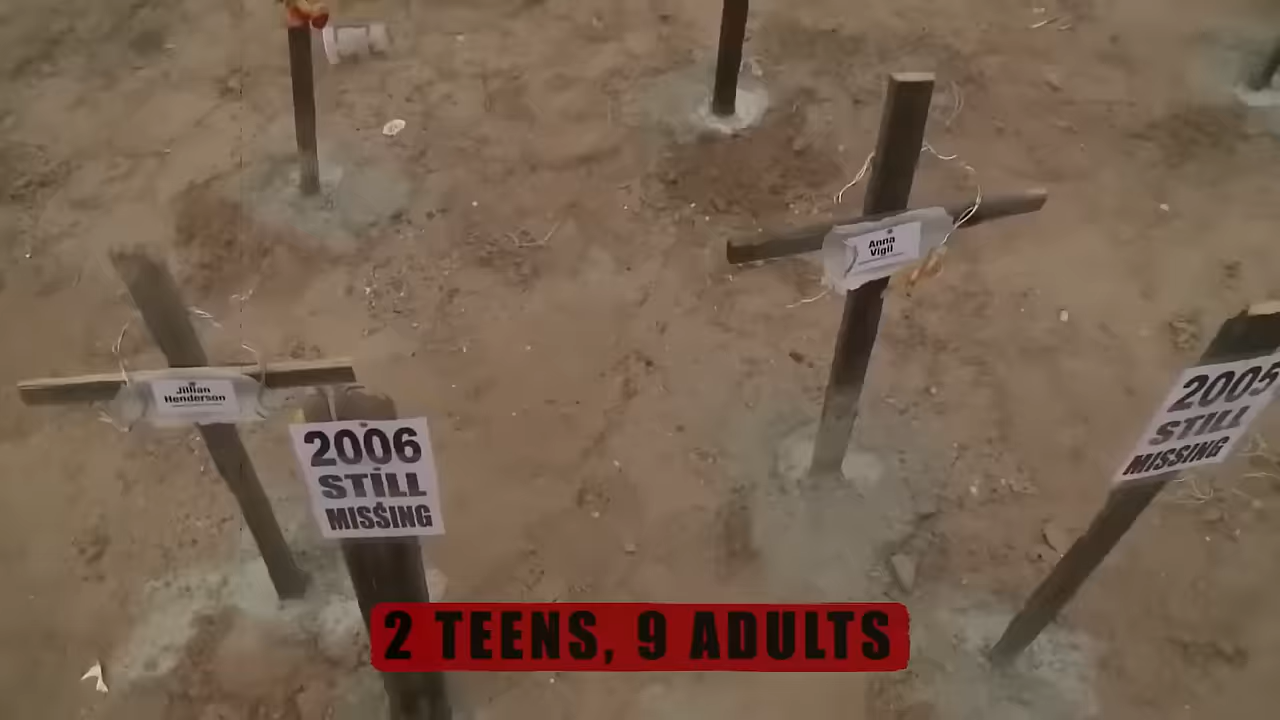 Anna
Vigil
Jillian
Henderson
2006
STILL
MISSING
2005
STILL
MISSING
2 TEENS, 9 ADULTS